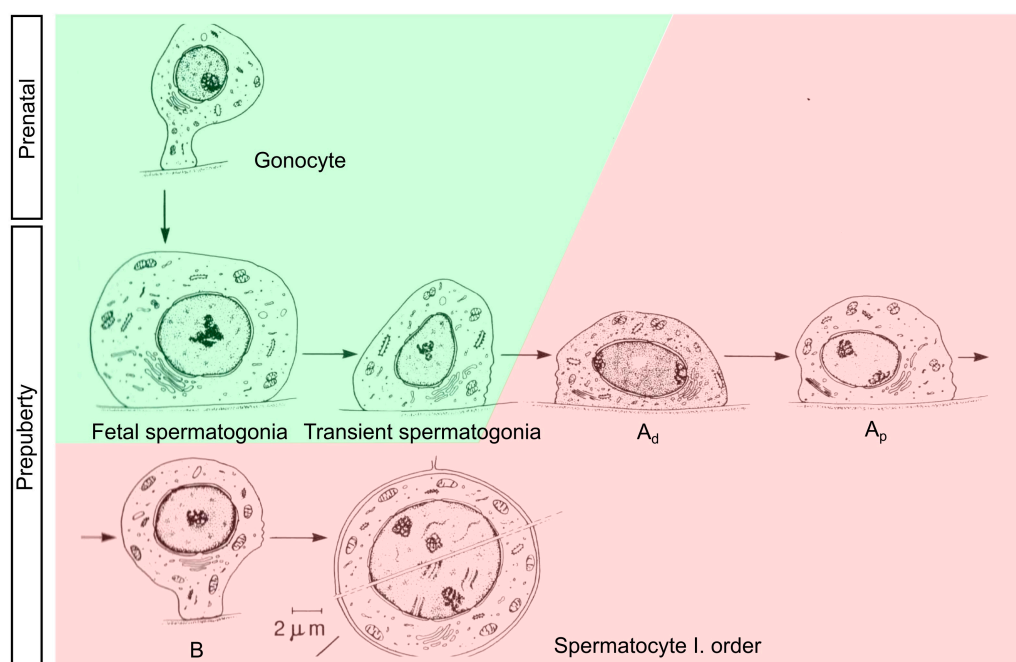 Prenatal
Gonocyte
Prepuberty
Fetal spermatogonia
Transient spermatogonia
Ad
Ap
B
2 μm
Spermatocyte I. order